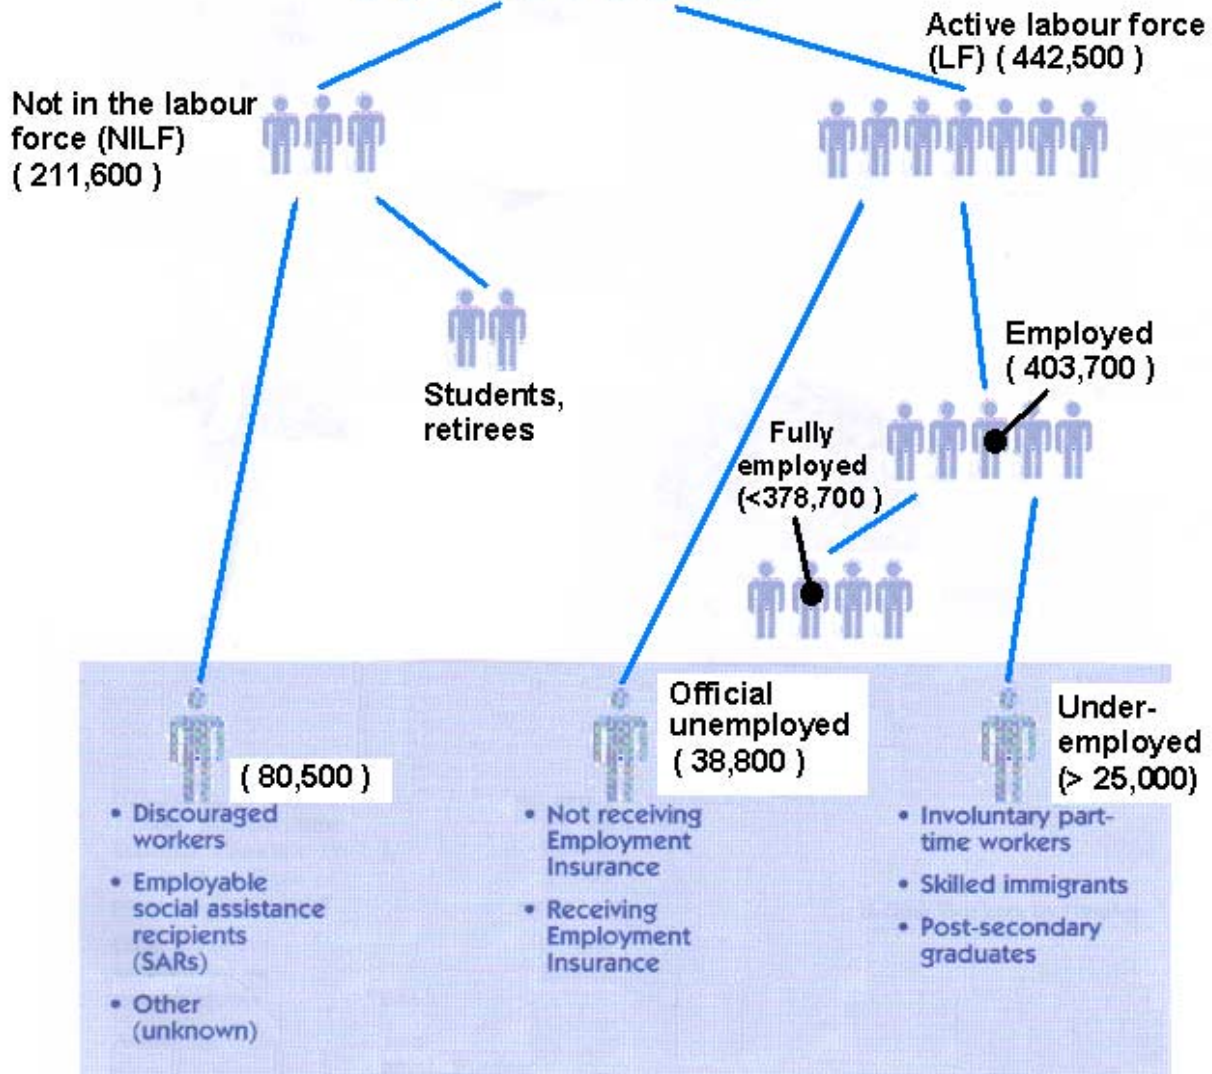 Active labour force
(LF) ( 442,500 )
Not in the labour
force (NILF)
( 211,600 )
Students,
retirees
Employed
( 403,700 )
Fully
employed
(<378,700 )
( 80,500 )
• Discouraged
workers
• Employable
social assistance
recipients
(SARs)
• Other
(unknown)
Official
unemployed
( 38,800 )
• Not receiving
Employment
Insurance
• Receiving
Employment
Insurance
Under-
employed
(> 25,000)
• Involuntary part-
time workers
• Skilled immigrants
• Post-secondary
graduates